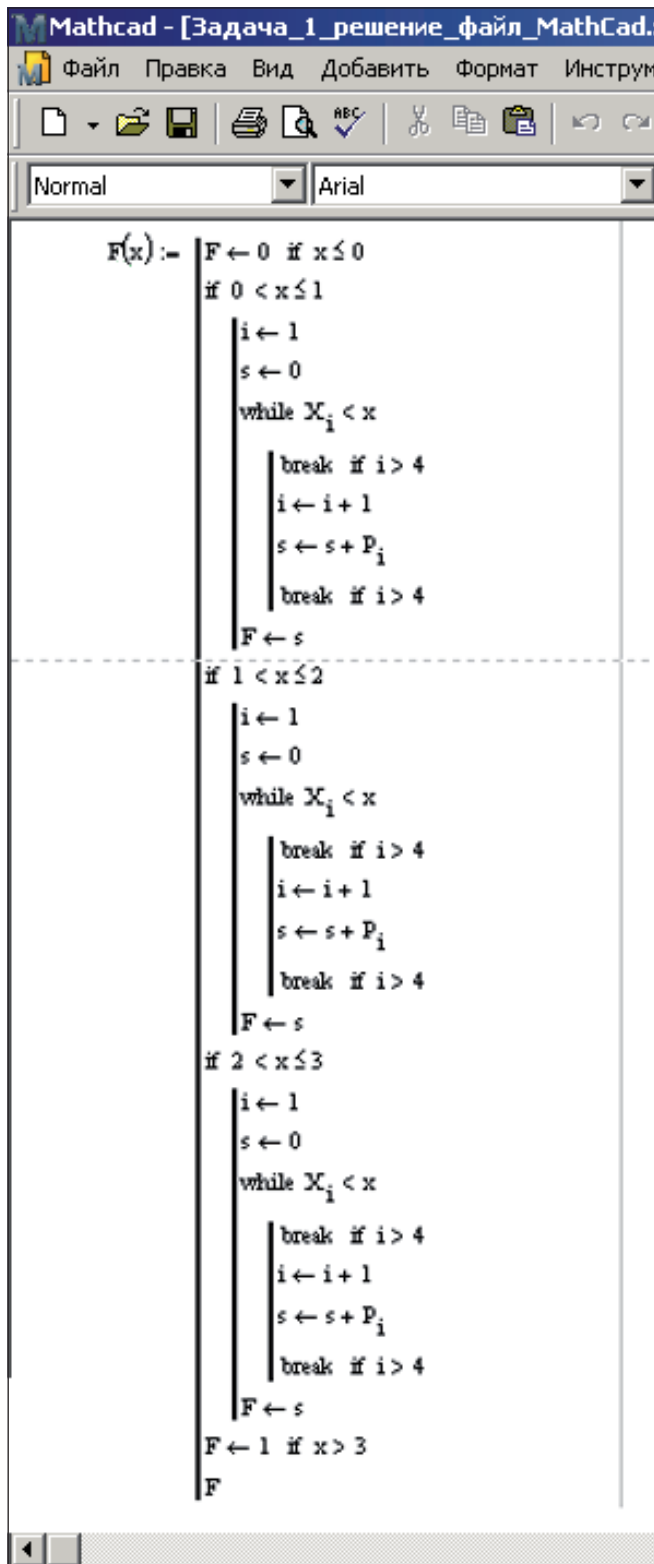 Mathcad - [Задача_1_решение_файл_MathCad.
Файл Правка Вид Добавить Формат Инструм
ABC
Normal Arial
F(x) := F ← 0 if x ≤ 0
if 0 < x ≤ 1
i ← 1
s ← 0
while X_i < x
break if i > 4
i ← i + 1
s ← s + P_i
break if i > 4
F ← s
if 1 < x ≤ 2
i ← 1
s ← 0
while X_i < x
break if i > 4
i ← i + 1
s ← s + P_i
break if i > 4
F ← s
if 2 < x ≤ 3
i ← 1
s ← 0
while X_i < x
break if i > 4
i ← i + 1
s ← s + P_i
break if i > 4
F ← s
F ← 1 if x > 3
F